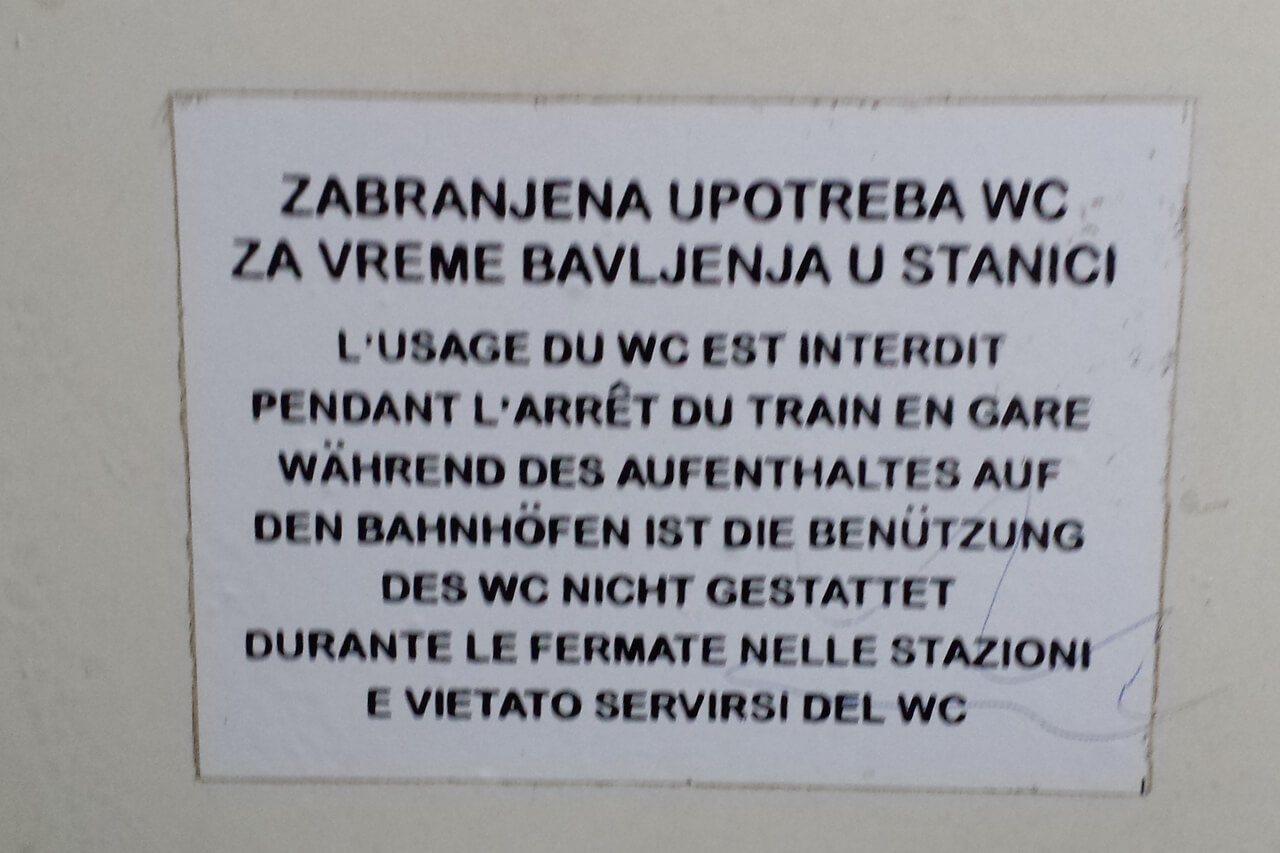 ZABRANJENA UPOTREBA WC
ZA VREME BAVLJENJA U STANICI
L'USAGE DU WC EST INTERDIT
PENDANT L'ARRÊT DU TRAIN EN GARE
WÄHREND DES AUFENTHALTES AUF
DEN BAHNHÖFEN IST DIE BENÜTZUNG
DES WC NICHT GESTATTET
DURANTE LE FERMATE NELLE STAZIONI
E VIETATO SERVIRSI DEL WC